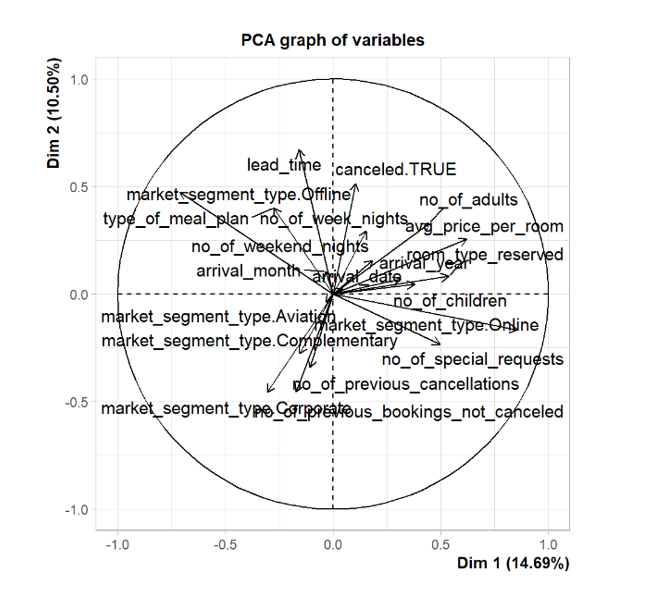 PCA graph of variables
Dim 2 (10.50%)
1.0
0.5
0.0
-0.5
-1.0
lead_time
canceled.TRUE
market_segment_type.Offline
no_of_adults
type_of_meal_plan
no_of_week_nights
avg_price_per_room
no_of_weekend_nights
room_type_reserved
arrival_year
arrival_month
arrival_date
no_of_children
market_segment_type.Aviation
market_segment_type.Online
market_segment_type.Complementary
no_of_special_requests
no_of_previous_cancellations
market_segment_type.Corporate
no_of_previous_bookings_not_canceled
-1.0
-0.5
0.0
0.5
1.0
Dim 1 (14.69%)